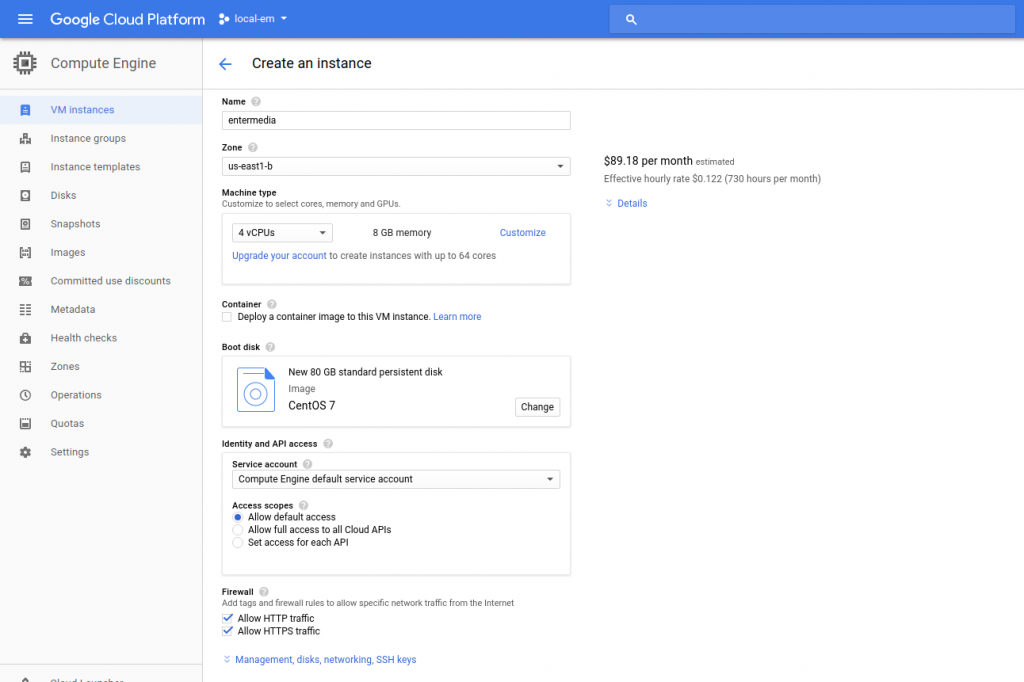 Google Cloud Platform
local-em
Compute Engine
Create an instance
VM instances
Instance groups
Instance templates
Disks
Snapshots
Images
Committed use discounts
Metadata
Health checks
Zones
Operations
Quotas
Settings
Name
entermedia
Zone
us-east1-b
Machine type
Customize to select cores, memory and GPUs.
4 vCPUs 8 GB memory Customize
Upgrade your account to create instances with up to 64 cores
Container
Deploy a container image to this VM instance. Learn more
Boot disk
New 80 GB standard persistent disk
Image
CentOS 7
Change
Identity and API access
Service account
Compute Engine default service account
Access scopes
Allow default access
Allow full access to all Cloud APIs
Set access for each API
Firewall
Add tags and firewall rules to allow specific network traffic from the Internet
Allow HTTP traffic
Allow HTTPS traffic
Management, disks, networking, SSH keys
$89.18 per month estimated
Effective hourly rate $0.122 (730 hours per month)
Details